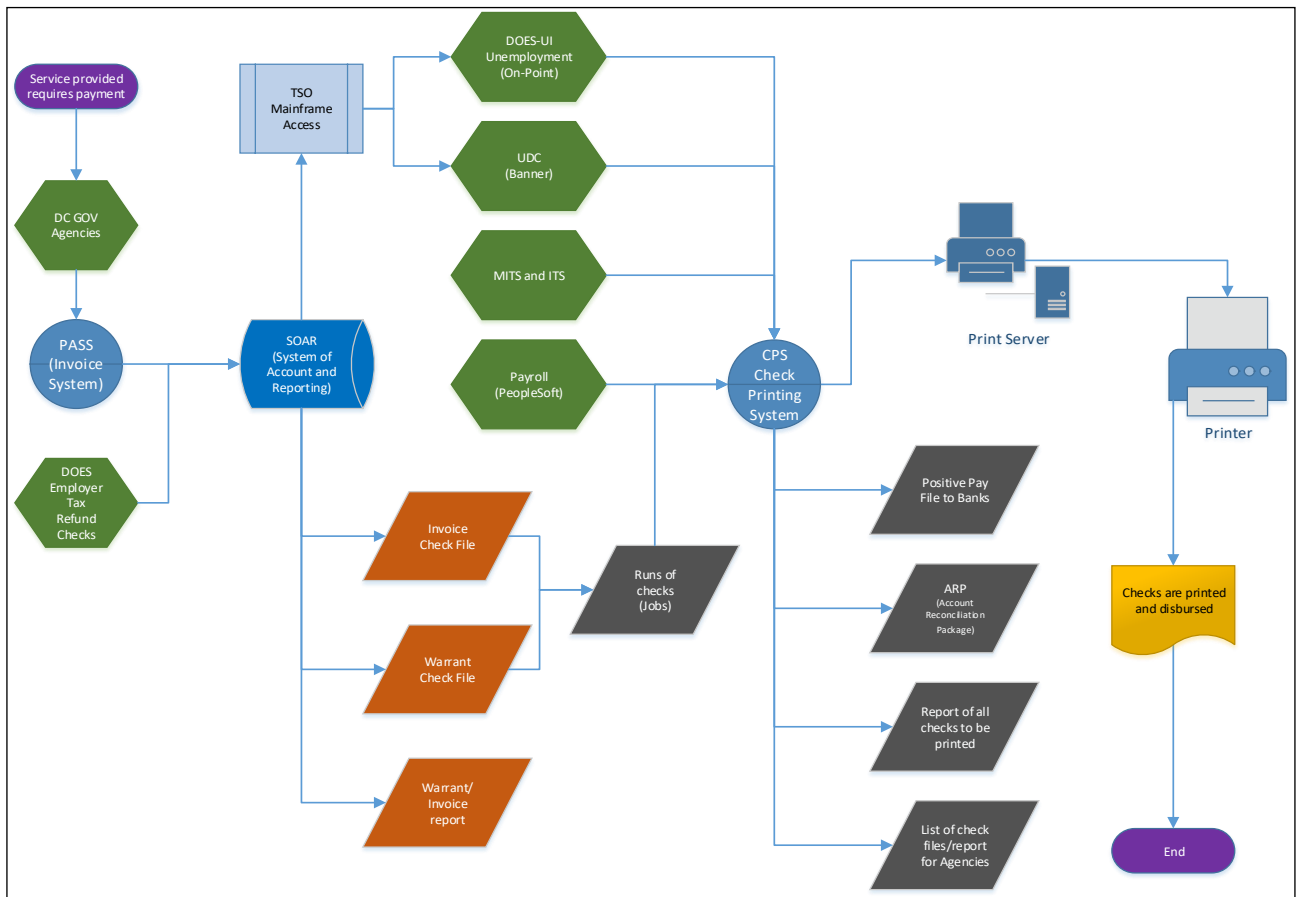 Service provided
requires payment
DC GOV
Agencies
PASS
(Invoice
System)
DOES
Employer
Tax
Refund
Checks
TSO
Mainframe
Access
SOAR
(System of
Account and
Reporting)
Invoice
Check File
Warrant
Check File
Warrant/
Invoice
report
DOES-UI
Unemployment
(On-Point)
UDC
(Banner)
MITS and ITS
Payroll
(PeopleSoft)
Runs of
checks
(Jobs)
CPS
Check
Printing
System
Positive Pay
File to Banks
ARP
(Account
Reconciliation
Package)
Report of all
checks to be
printed
List of check
files/report
for Agencies
Print Server
Printer
Checks are printed
and disbursed
End